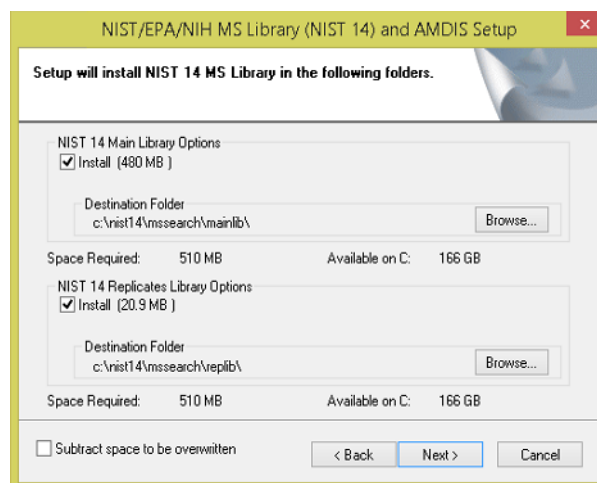 NIST/EPA/NIH MS Library (NIST 14) and AMDIS Setup
Setup will install NIST 14 MS Library in the following folders.
NIST 14 Main Library Options
Install (480 MB )
Destination Folder
c:\nist14\mssearch\mainlib\
Browse...
Space Required: 510 MB Available on C: 166 GB
NIST 14 Replicates Library Options
Install (20.9 MB )
Destination Folder
c:\nist14\mssearch\replib\
Browse...
Space Required: 510 MB Available on C: 166 GB
Subtract space to be overwritten
< Back Next > Cancel